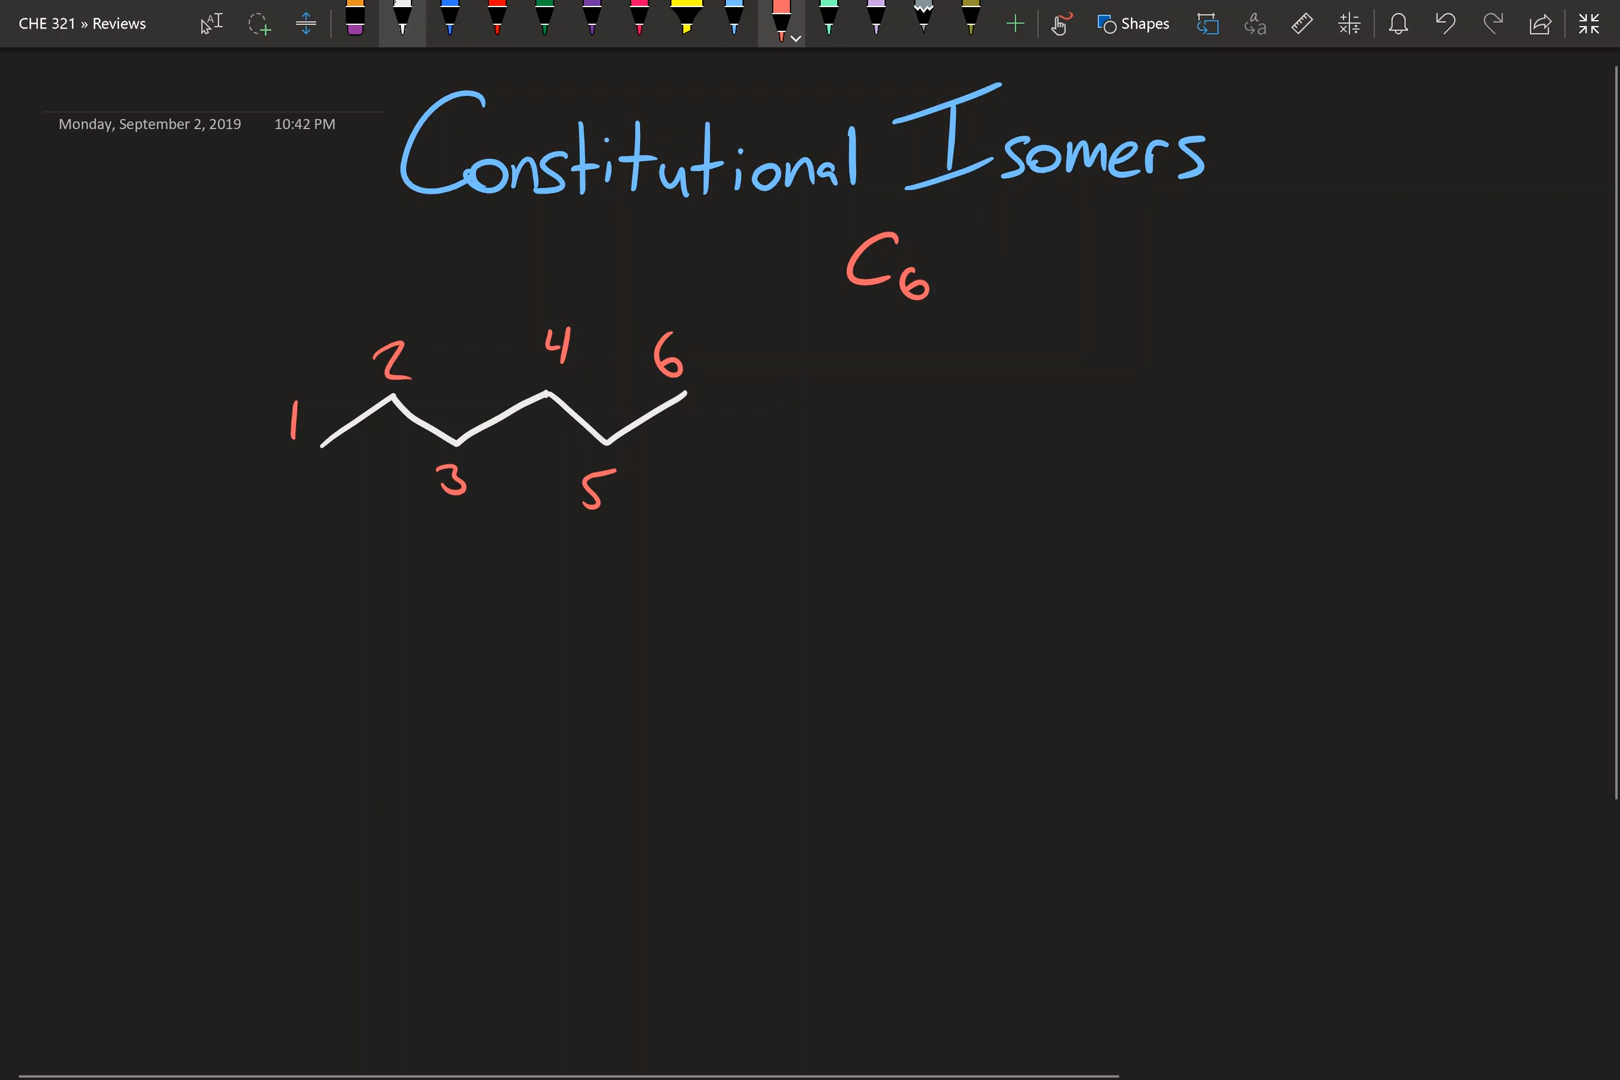 CHE 321 » Reviews
Shapes
Constitutional Isomers
Monday, September 2, 2019 10:42 PM
C6
2 4 6
1
3 5